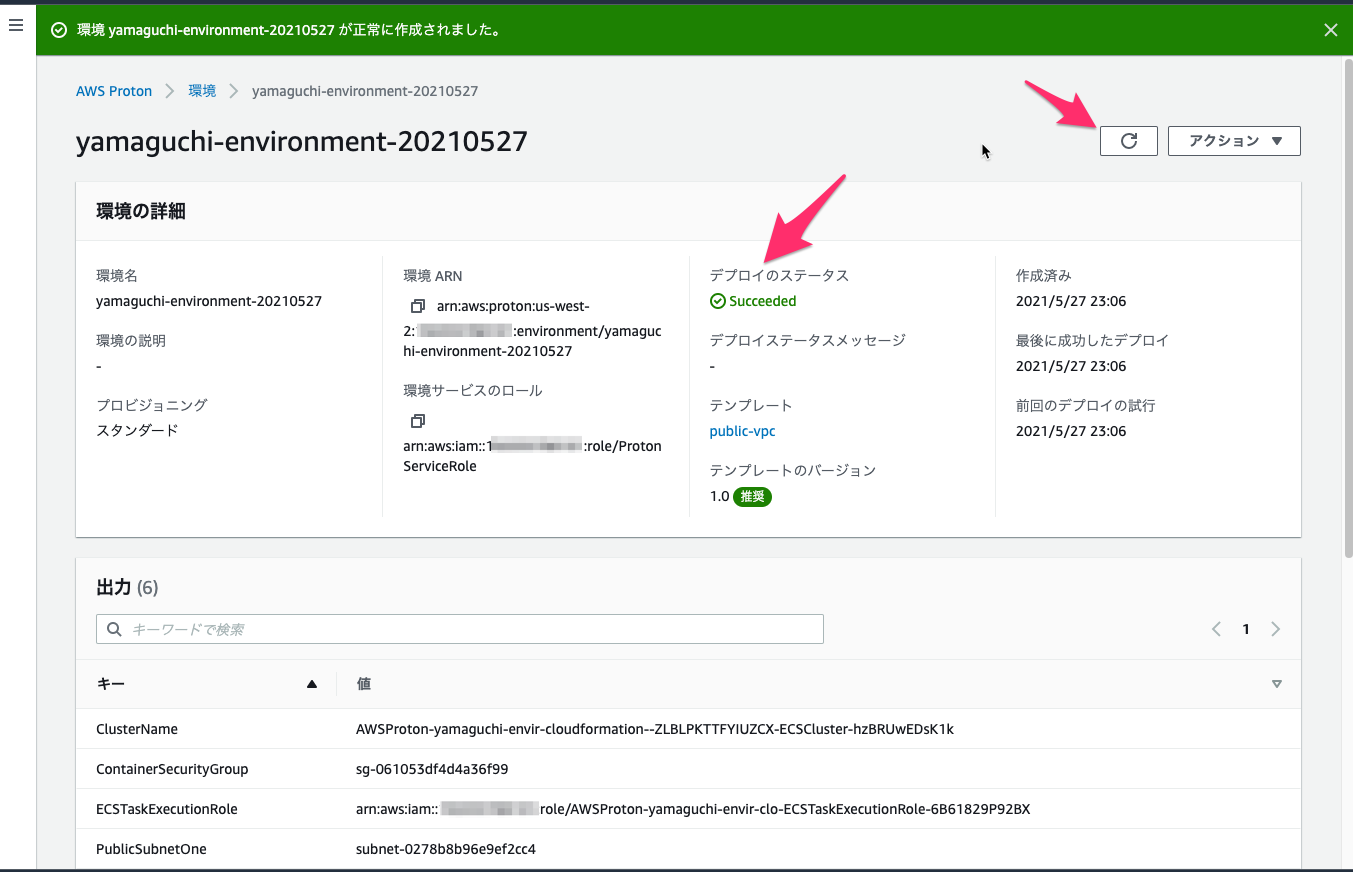 環境 yamaguchi-environment-20210527 が正常に作成されました。
AWS Proton 環境 yamaguchi-environment-20210527
yamaguchi-environment-20210527
アクション
環境の詳細
環境名
yamaguchi-environment-20210527
環境の説明
-
プロビジョニング
スタンダード
環境 ARN
arn:aws:proton:us-west-
2: :environment/yamaguc
hi-environment-20210527
環境サービスのロール
arn:aws:iam::1 :role/Proton
ServiceRole
デプロイのステータス
Succeeded
デプロイステータスメッセージ
-
テンプレート
public-vpc
テンプレートのバージョン
1.0 推奨
作成済み
2021/5/27 23:06
最後に成功したデプロイ
2021/5/27 23:06
前回のデプロイの試行
2021/5/27 23:06
出力 (6)
キーワードで検索
1
キー 値
ClusterName AWSProton-yamaguchi-envir-cloudformation--ZLBLPKTTFYIUZCX-ECSCluster-hzBRUwEDsK1k
ContainerSecurityGroup sg-061053df4d4a36f99
ECSTaskExecutionRole arn:aws:iam:: role/AWSProton-yamaguchi-envir-clo-ECSTaskExecutionRole-6B61829P92BX
PublicSubnetOne subnet-0278b8b96e9ef2cc4